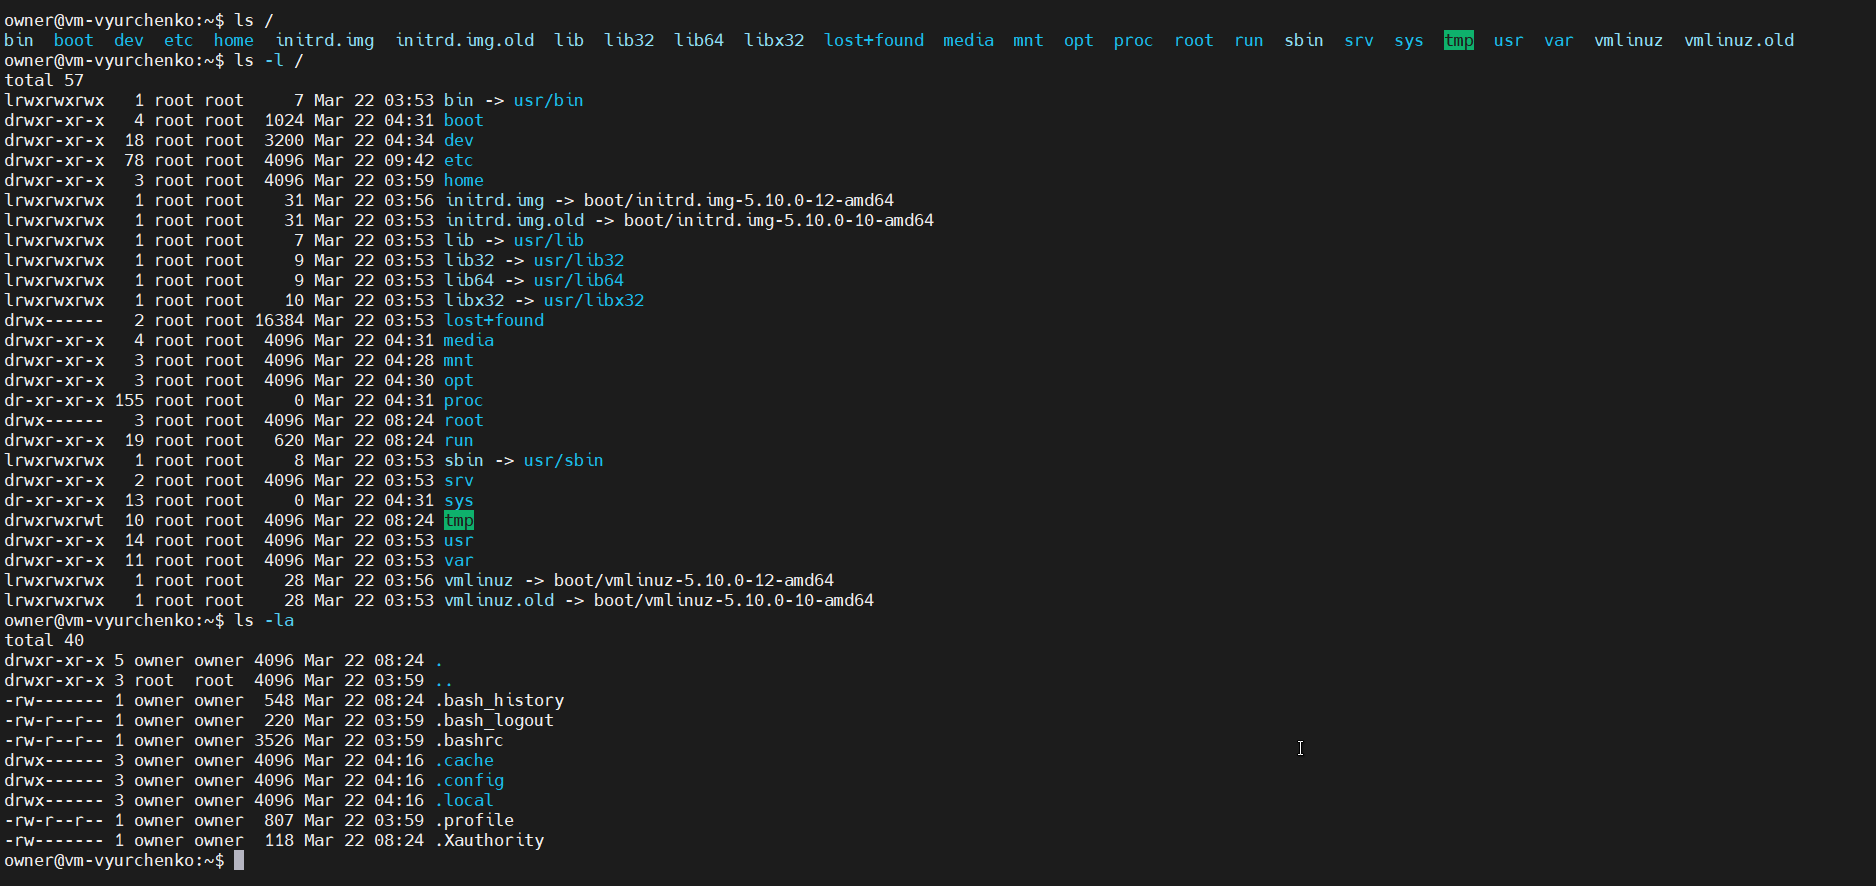 owner@vm-vyurchenko:~$ ls /
bin  boot  dev  etc  home  initrd.img  initrd.img.old  lib  lib32  lib64  libx32  lost+found  media  mnt  opt  proc  root  run  sbin  srv  sys  tmp  usr  var  vmlinuz  vmlinuz.old
owner@vm-vyurchenko:~$ ls -l /
total 57
lrwxrwxrwx   1 root root     7 Mar 22 03:53 bin -> usr/bin
drwxr-xr-x   4 root root  1024 Mar 22 04:31 boot
drwxr-xr-x  18 root root  3200 Mar 22 04:34 dev
drwxr-xr-x  78 root root  4096 Mar 22 09:42 etc
drwxr-xr-x   3 root root  4096 Mar 22 03:59 home
lrwxrwxrwx   1 root root    31 Mar 22 03:56 initrd.img -> boot/initrd.img-5.10.0-12-amd64
lrwxrwxrwx   1 root root    31 Mar 22 03:53 initrd.img.old -> boot/initrd.img-5.10.0-10-amd64
lrwxrwxrwx   1 root root     7 Mar 22 03:53 lib -> usr/lib
lrwxrwxrwx   1 root root     9 Mar 22 03:53 lib32 -> usr/lib32
lrwxrwxrwx   1 root root     9 Mar 22 03:53 lib64 -> usr/lib64
lrwxrwxrwx   1 root root    10 Mar 22 03:53 libx32 -> usr/libx32
drwx------   2 root root 16384 Mar 22 03:53 lost+found
drwxr-xr-x   4 root root  4096 Mar 22 04:31 media
drwxr-xr-x   3 root root  4096 Mar 22 04:28 mnt
drwxr-xr-x   3 root root  4096 Mar 22 04:30 opt
dr-xr-xr-x 155 root root     0 Mar 22 04:31 proc
drwx------   3 root root  4096 Mar 22 08:24 root
drwxr-xr-x  19 root root   620 Mar 22 08:24 run
lrwxrwxrwx   1 root root     8 Mar 22 03:53 sbin -> usr/sbin
drwxr-xr-x   2 root root  4096 Mar 22 03:53 srv
dr-xr-xr-x  13 root root     0 Mar 22 04:31 sys
drwxrwxrwt  10 root root  4096 Mar 22 08:24 tmp
drwxr-xr-x  14 root root  4096 Mar 22 03:53 usr
drwxr-xr-x  11 root root  4096 Mar 22 03:53 var
lrwxrwxrwx   1 root root    28 Mar 22 03:56 vmlinuz -> boot/vmlinuz-5.10.0-12-amd64
lrwxrwxrwx   1 root root    28 Mar 22 03:53 vmlinuz.old -> boot/vmlinuz-5.10.0-10-amd64
owner@vm-vyurchenko:~$ ls -la
total 40
drwxr-xr-x 5 owner owner 4096 Mar 22 08:24 .
drwxr-xr-x 3 root  root  4096 Mar 22 03:59 ..
-rw------- 1 owner owner  548 Mar 22 08:24 .bash_history
-rw-r--r-- 1 owner owner  220 Mar 22 03:59 .bash_logout
-rw-r--r-- 1 owner owner 3526 Mar 22 03:59 .bashrc
drwx------ 3 owner owner 4096 Mar 22 04:16 .cache
drwx------ 3 owner owner 4096 Mar 22 04:16 .config
drwx------ 3 owner owner 4096 Mar 22 04:16 .local
-rw-r--r-- 1 owner owner  807 Mar 22 03:59 .profile
-rw------- 1 owner owner  118 Mar 22 08:24 .Xauthority
owner@vm-vyurchenko:~$